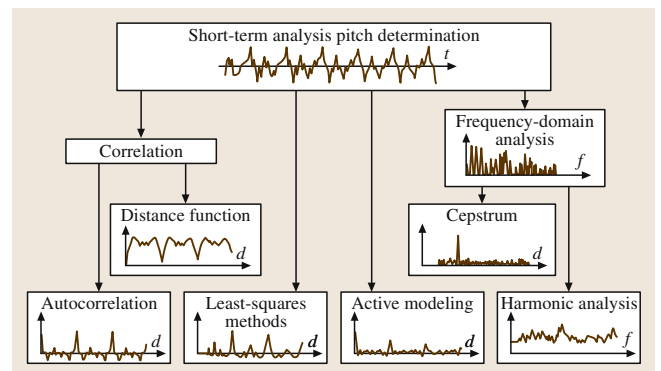 Short-term analysis pitch determination
t
Frequency-domain
analysis
f
Correlation
Distance function
d
Cepstrum
d
Autocorrelation
d
Least-squares
methods
d
Active modeling
d
Harmonic analysis
f